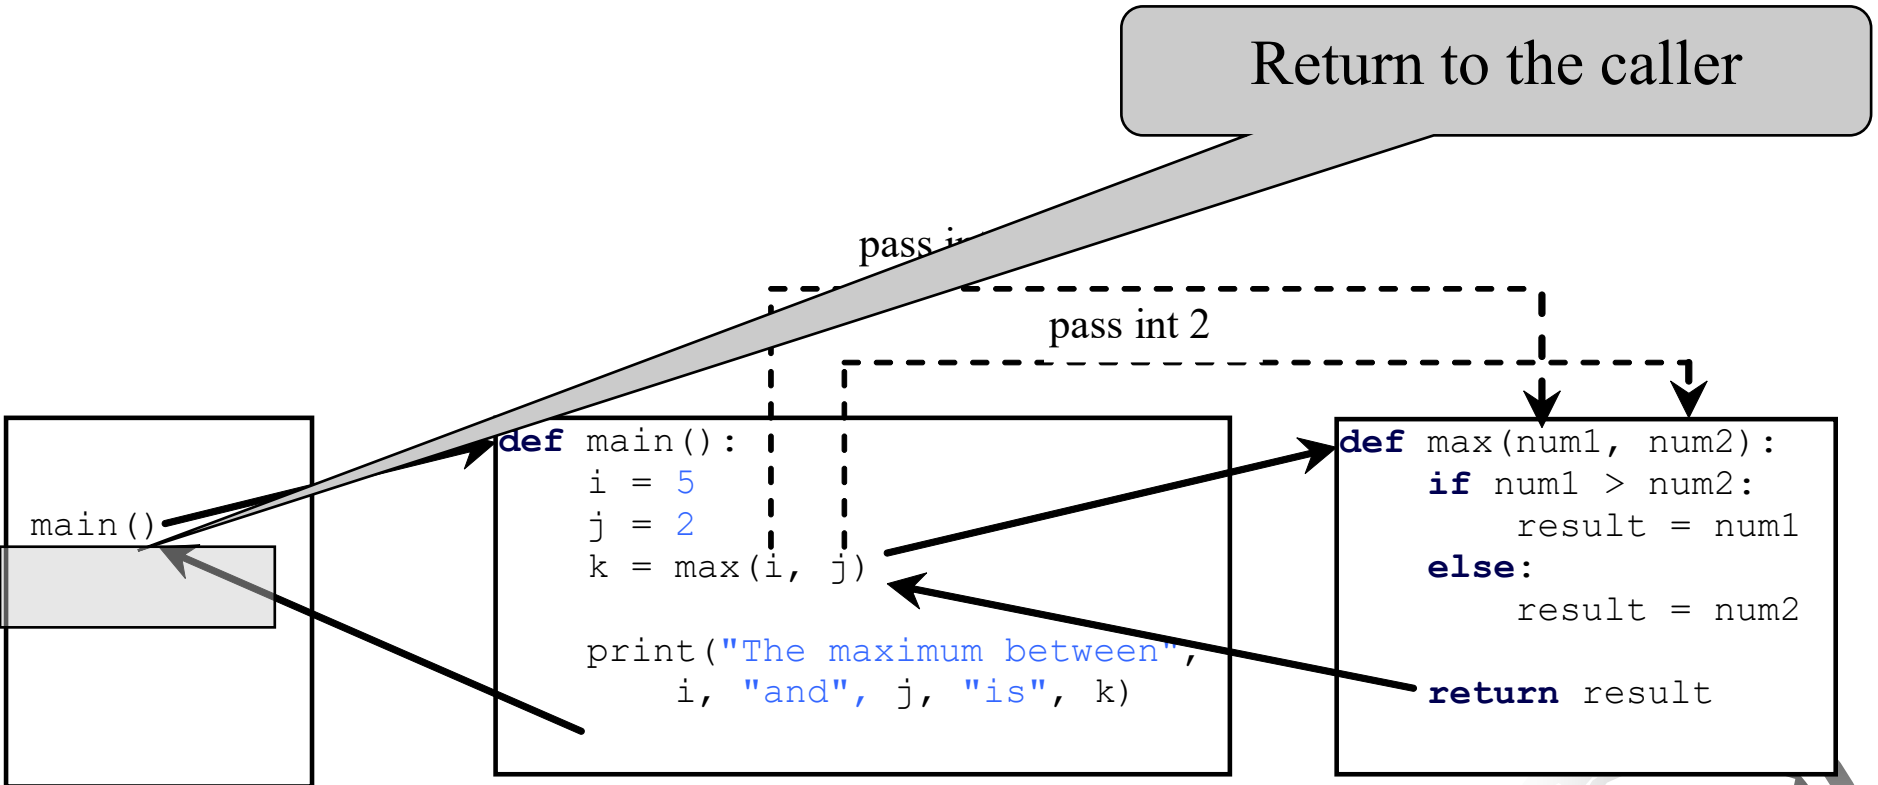 Return to the caller
pass
pass int 2
main()
def main():
    i = 5
    j = 2
    k = max(i, j)
    print("The maximum between",
        i, "and", j, "is", k)
def max(num1, num2):
    if num1 > num2:
        result = num1
    else:
        result = num2
    return result